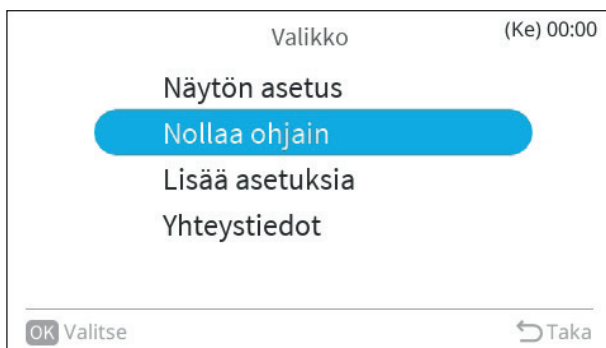 Valikko (Ke) 00:00
Näytön asetus
Nollaa ohjain
Lisää asetuksia
Yhteystiedot
OK Valitse Taka